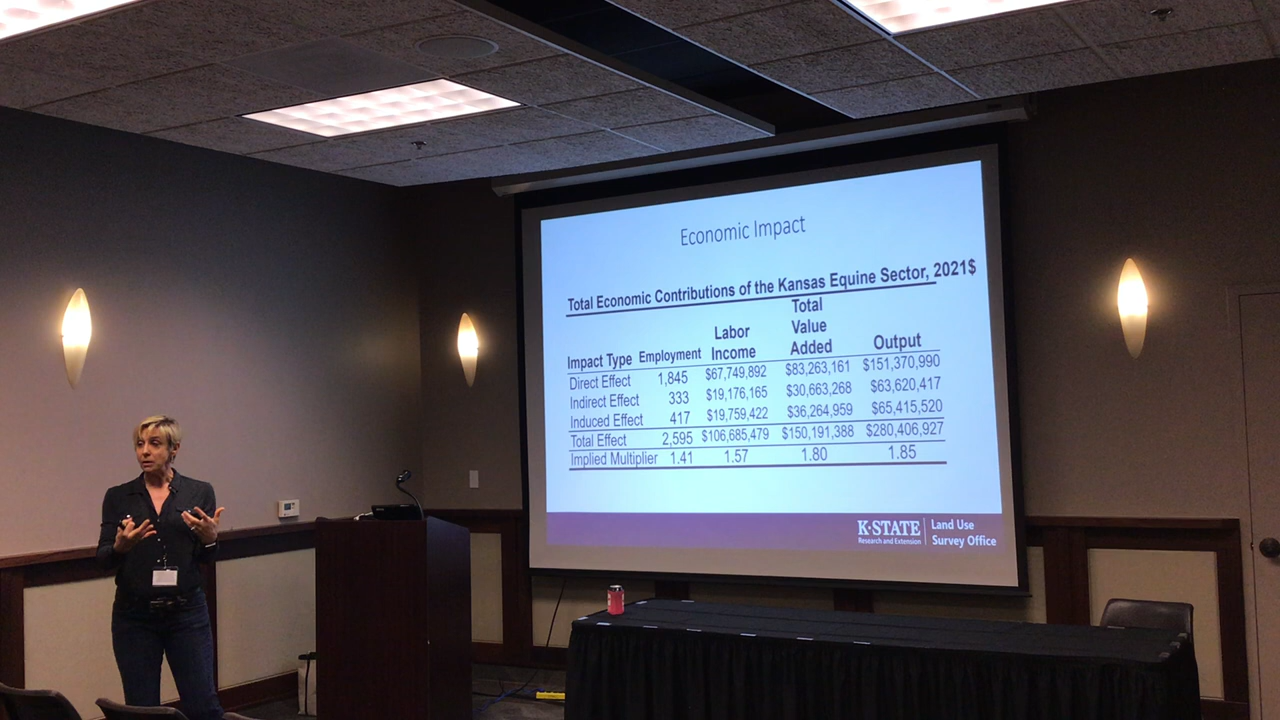 Economic Impact
Total Economic Contributions of the Kansas Equine Sector, 2021$
Impact Type Employment Labor Income Total Value Added Output
Direct Effect 1,845 $67,749,892 $83,263,161 $151,370,990
Indirect Effect 333 $19,176,165 $30,663,268 $63,620,417
Induced Effect 417 $19,759,422 $36,264,959 $65,415,520
Total Effect 2,595 $106,685,479 $150,191,388 $280,406,927
Implied Multiplier 1.41 1.57 1.80 1.85
K-STATE
Research and Extension
Land Use
Survey Office